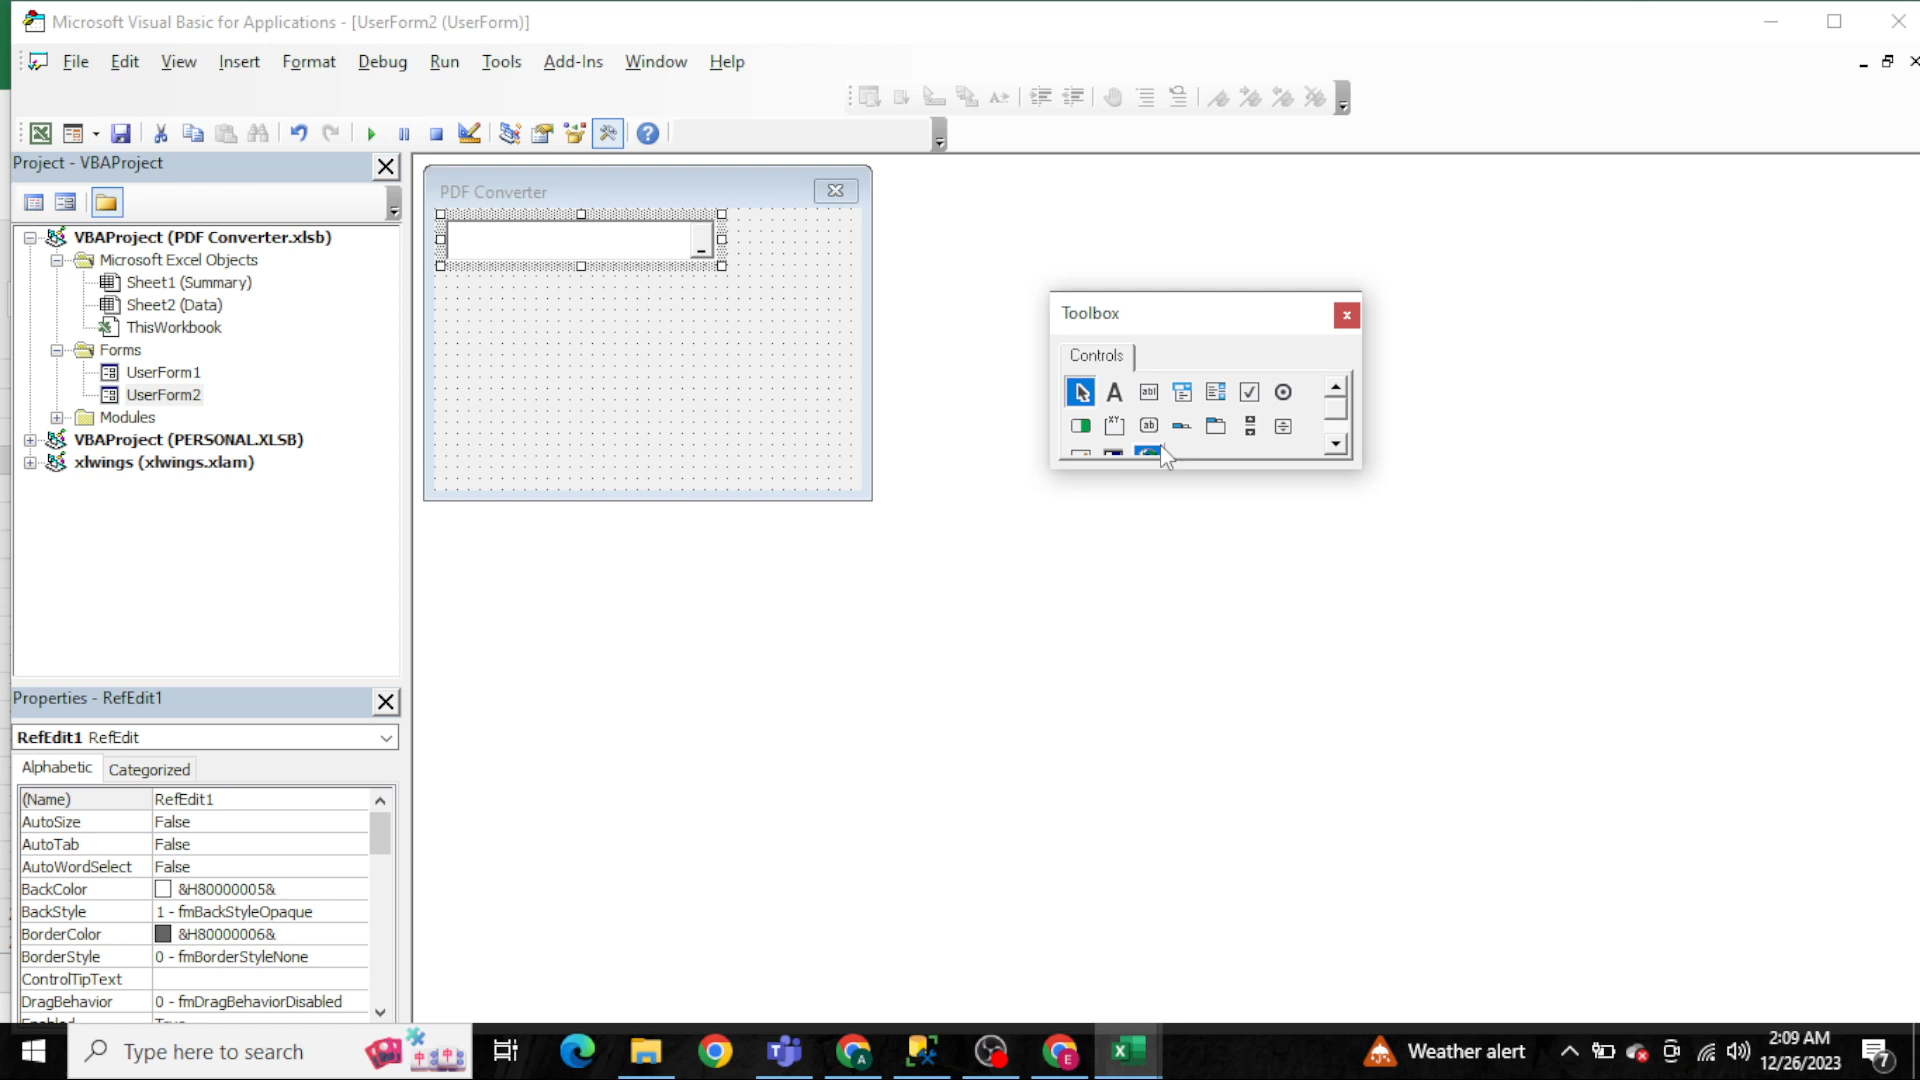 Microsoft Visual Basic for Applications - [UserForm2 (UserForm)]
File Edit View Insert Format Debug Run Tools Add-Ins Window Help
Project - VBAProject
VBAProject (PDF Converter.xlsb)
Microsoft Excel Objects
Sheet1 (Summary)
Sheet2 (Data)
ThisWorkbook
Forms
UserForm1
UserForm2
Modules
VBAProject (PERSONAL.XLSB)
xlwings (xlwings.xlam)
PDF Converter
Toolbox
Controls
Properties - RefEdit1
RefEdit1 RefEdit
Alphabetic Categorized
(Name) RefEdit1
AutoSize False
AutoTab False
AutoWordSelect False
BackColor &H80000005&
BackStyle 1 - fmBackStyleOpaque
BorderColor &H80000006&
BorderStyle 0 - fmBorderStyleNone
ControlTipText
DragBehavior 0 - fmDragBehaviorDisabled
Type here to search
Weather alert
2:09 AM
12/26/2023
7